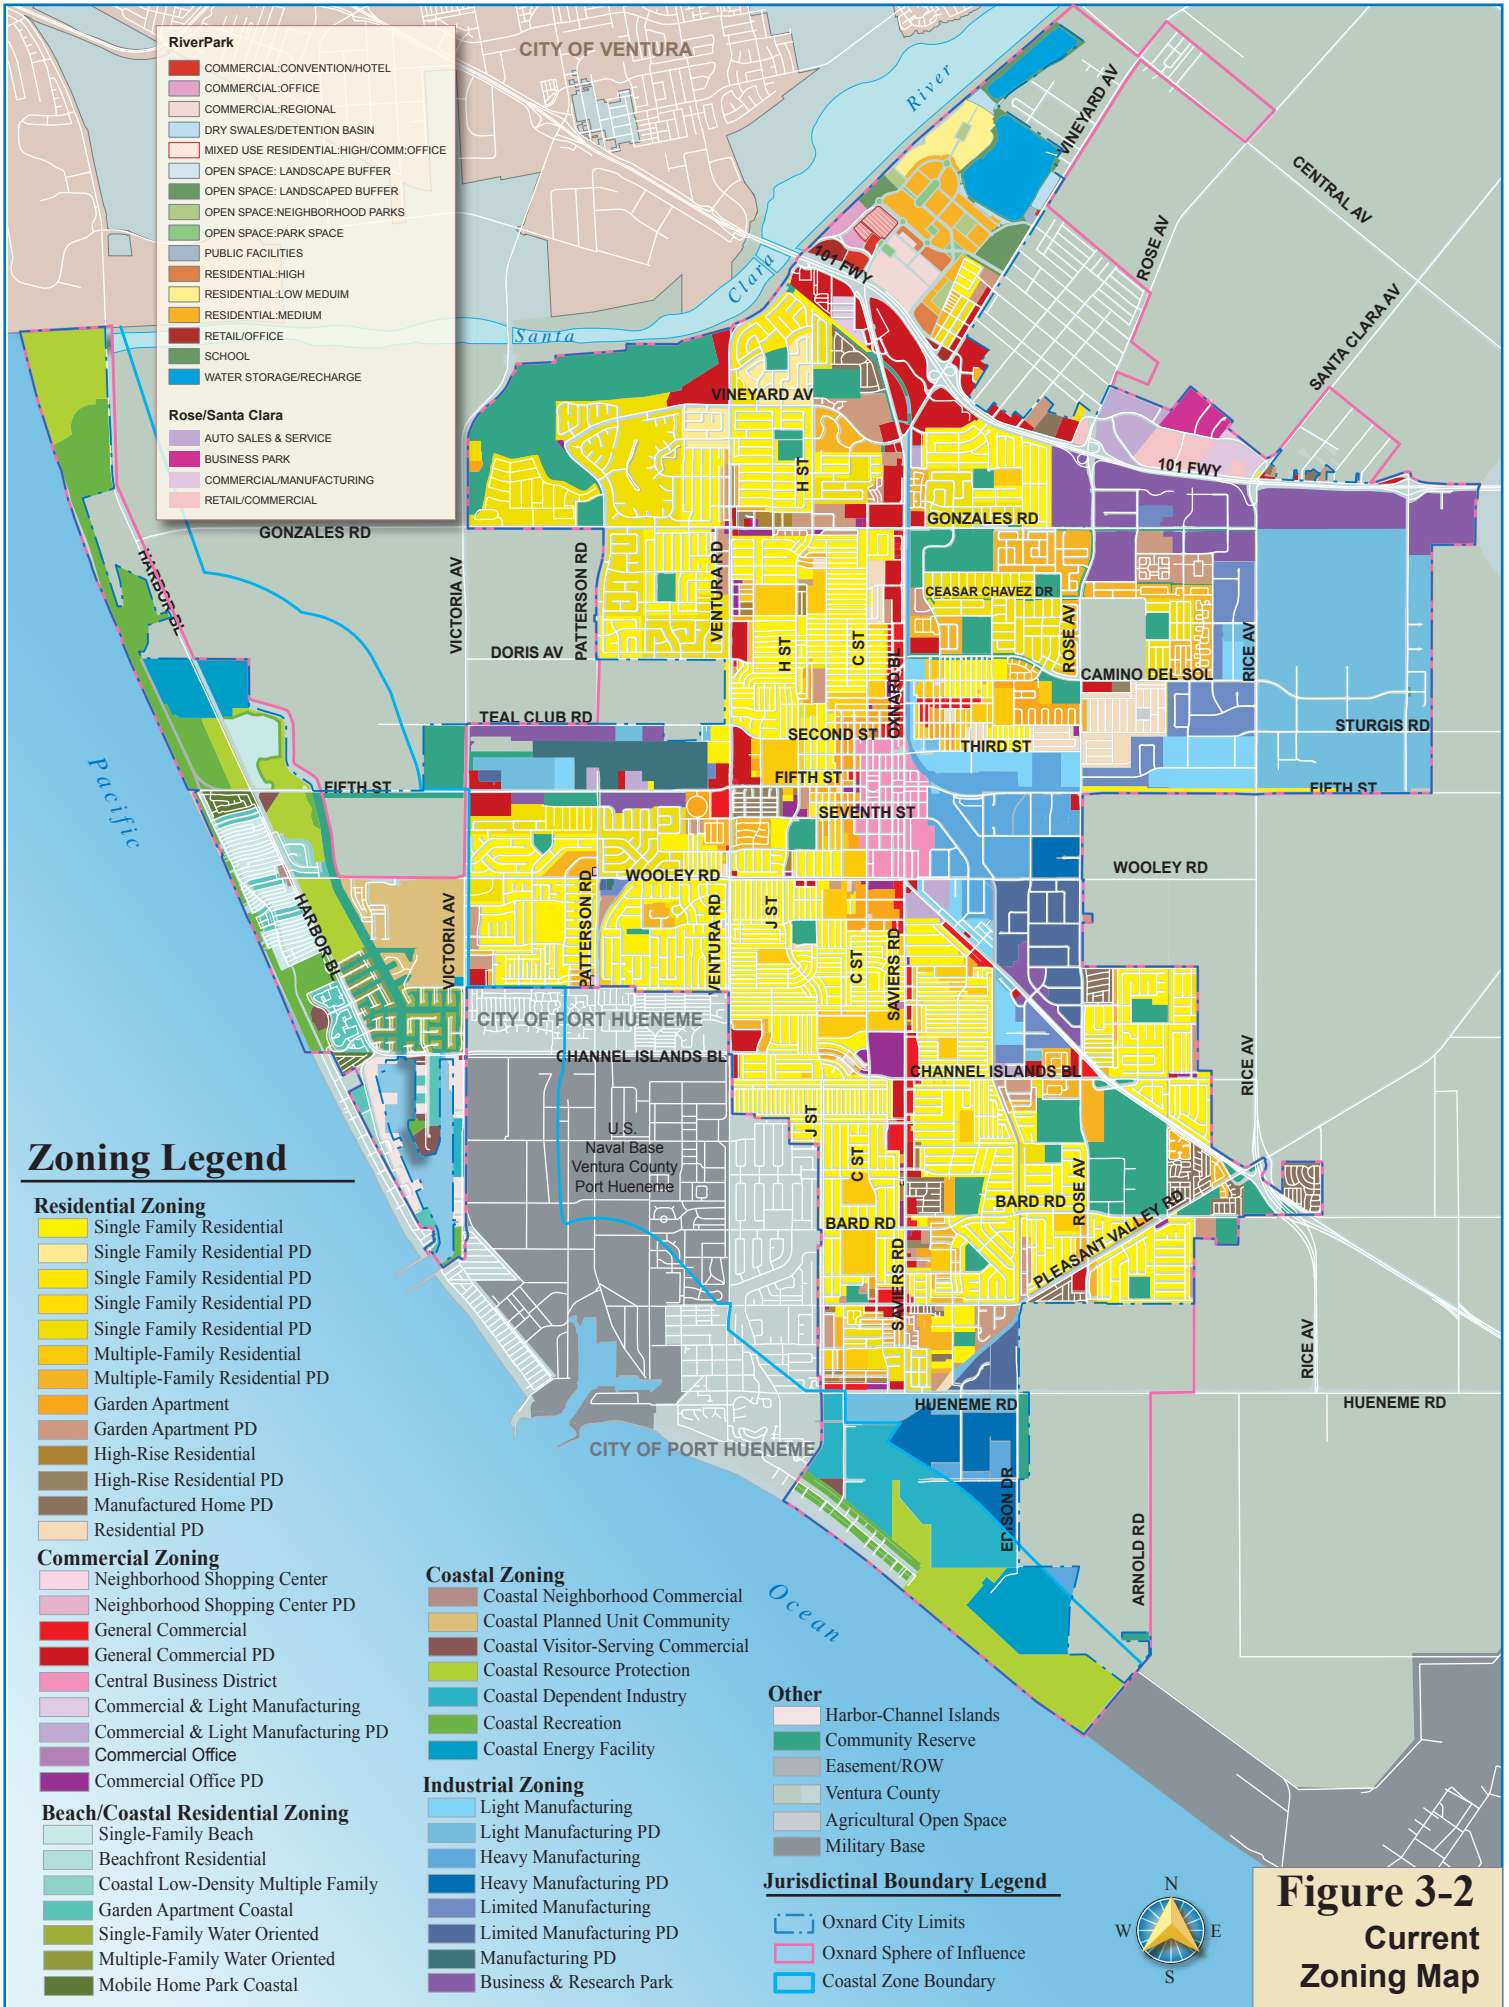 RiverPark
COMMERCIAL:CONVENTION/HOTEL
COMMERCIAL:OFFICE
COMMERCIAL:REGIONAL
DRY SWALES/DETENTION BASIN
MIXED USE RESIDENTIAL:HIGH/COMM:OFFICE
OPEN SPACE: LANDSCAPE BUFFER
OPEN SPACE: LANDSCAPED BUFFER
OPEN SPACE:NEIGHBORHOOD PARKS
OPEN SPACE:PARK SPACE
PUBLIC FACILITIES
RESIDENTIAL:HIGH
RESIDENTIAL:LOW MEDUIM
RESIDENTIAL:MEDIUM
RETAIL/OFFICE
SCHOOL
WATER STORAGE/RECHARGE
Rose/Santa Clara
AUTO SALES & SERVICE
BUSINESS PARK
COMMERCIAL/MANUFACTURING
RETAIL/COMMERCIAL
CITY OF VENTURA
River
Clara
Santa
VINEYARD AV
CENTRAL AV
ROSE AV
SANTA CLARA AV
101 FWY
VINEYARD AV
H ST
101 FWY
GONZALES RD
GONZALES RD
HARBOR BL
VICTORIA AV
PATTERSON RD
VENTURA RD
CEASAR CHAVEZ DR
ROSE AV
H ST
C ST
OXNARD BL
RICE AV
DORIS AV
CAMINO DEL SOL
TEAL CLUB RD
SECOND ST
THIRD ST
STURGIS RD
FIFTH ST
FIFTH ST
FIFTH ST
SEVENTH ST
Pacific
WOOLEY RD
WOOLEY RD
HARBOR BL
VICTORIA AV
PATTERSON RD
VENTURA RD
J ST
C ST
SAVIERS RD
CITY OF PORT HUENEME
CHANNEL ISLANDS BL
CHANNEL ISLANDS BL
RICE AV
U.S.
Naval Base
Ventura County
Port Hueneme
J ST
C ST
BARD RD
BARD RD
ROSE AV
PLEASANT VALLEY RD
SAVIERS RD
RICE AV
HUENEME RD
HUENEME RD
CITY OF PORT HUENEME
EDISON DR
ARNOLD RD
Ocean
Zoning Legend
Residential Zoning
Single Family Residential
Single Family Residential PD
Single Family Residential PD
Single Family Residential PD
Single Family Residential PD
Multiple-Family Residential
Multiple-Family Residential PD
Garden Apartment
Garden Apartment PD
High-Rise Residential
High-Rise Residential PD
Manufactured Home PD
Residential PD
Commercial Zoning
Neighborhood Shopping Center
Neighborhood Shopping Center PD
General Commercial
General Commercial PD
Central Business District
Commercial & Light Manufacturing
Commercial & Light Manufacturing PD
Commercial Office
Commercial Office PD
Beach/Coastal Residential Zoning
Single-Family Beach
Beachfront Residential
Coastal Low-Density Multiple Family
Garden Apartment Coastal
Single-Family Water Oriented
Multiple-Family Water Oriented
Mobile Home Park Coastal
Coastal Zoning
Coastal Neighborhood Commercial
Coastal Planned Unit Community
Coastal Visitor-Serving Commercial
Coastal Resource Protection
Coastal Dependent Industry
Coastal Recreation
Coastal Energy Facility
Industrial Zoning
Light Manufacturing
Light Manufacturing PD
Heavy Manufacturing
Heavy Manufacturing PD
Limited Manufacturing
Limited Manufacturing PD
Manufacturing PD
Business & Research Park
Other
Harbor-Channel Islands
Community Reserve
Easement/ROW
Ventura County
Agricultural Open Space
Military Base
Jurisdictinal Boundary Legend
Oxnard City Limits
Oxnard Sphere of Influence
Coastal Zone Boundary
N
W
E
S
Figure 3-2
Current
Zoning Map